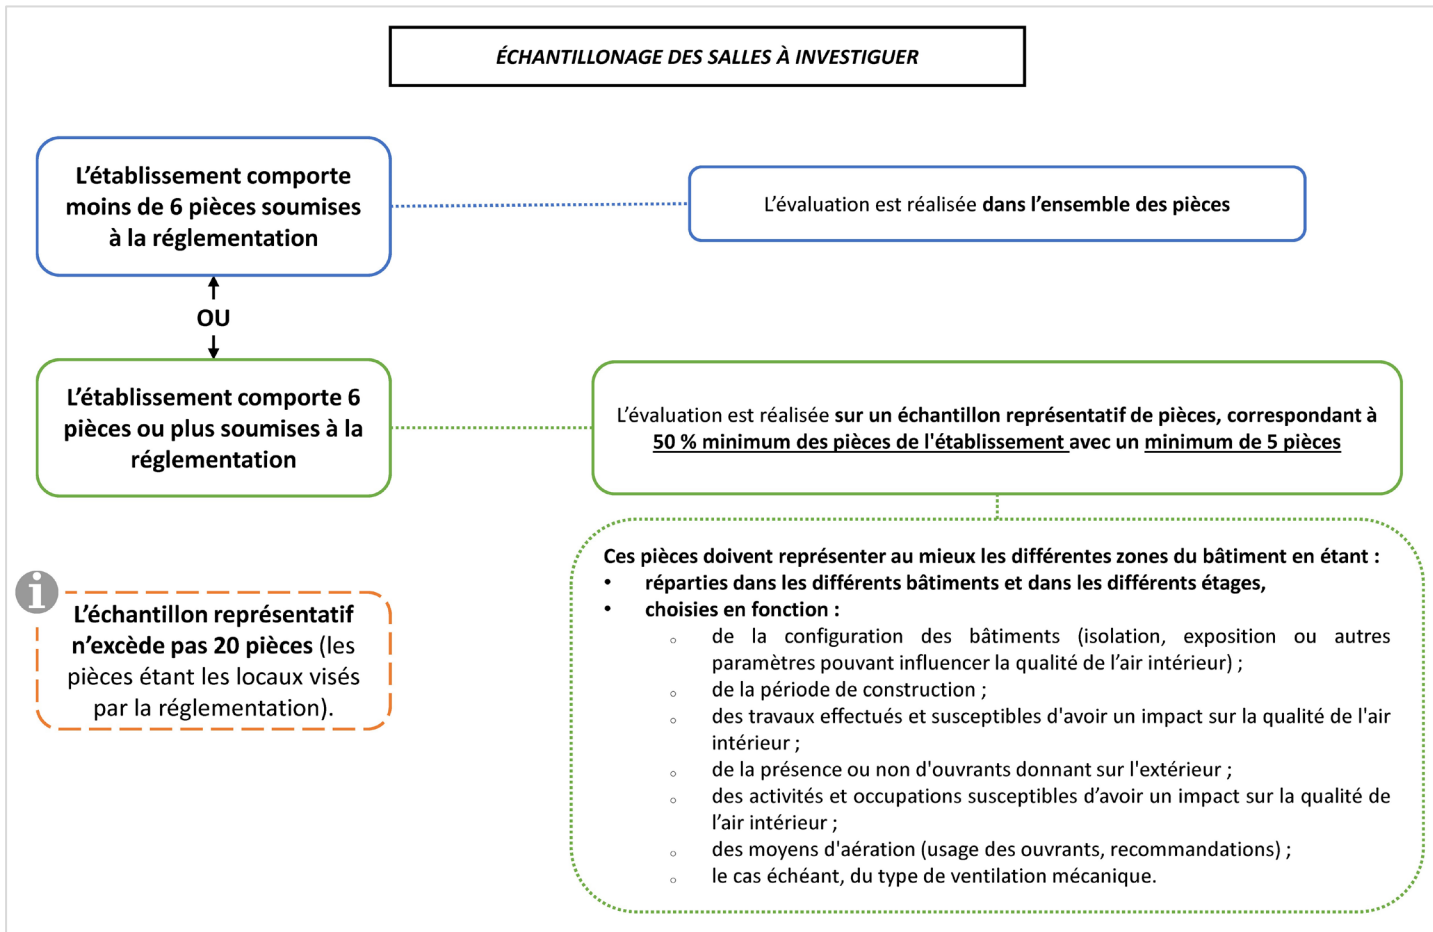 ÉCHANTILLONAGE DES SALLES À INVESTIGUER
L’établissement comporte
moins de 6 pièces soumises
à la réglementation
L’évaluation est réalisée dans l’ensemble des pièces
OU
L’établissement comporte 6
pièces ou plus soumises à la
réglementation
L’évaluation est réalisée sur un échantillon représentatif de pièces, correspondant à
50 % minimum des pièces de l'établissement avec un minimum de 5 pièces
i
L’échantillon représentatif
n’excède pas 20 pièces (les
pièces étant les locaux visés
par la réglementation).
Ces pièces doivent représenter au mieux les différentes zones du bâtiment en étant :
• réparties dans les différents bâtiments et dans les différents étages,
• choisies en fonction :
o de la configuration des bâtiments (isolation, exposition ou autres
paramètres pouvant influencer la qualité de l’air intérieur) ;
o de la période de construction ;
o des travaux effectués et susceptibles d'avoir un impact sur la qualité de l'air
intérieur ;
o de la présence ou non d'ouvrants donnant sur l'extérieur ;
o des activités et occupations susceptibles d’avoir un impact sur la qualité de
l’air intérieur ;
o des moyens d'aération (usage des ouvrants, recommandations) ;
o le cas échéant, du type de ventilation mécanique.